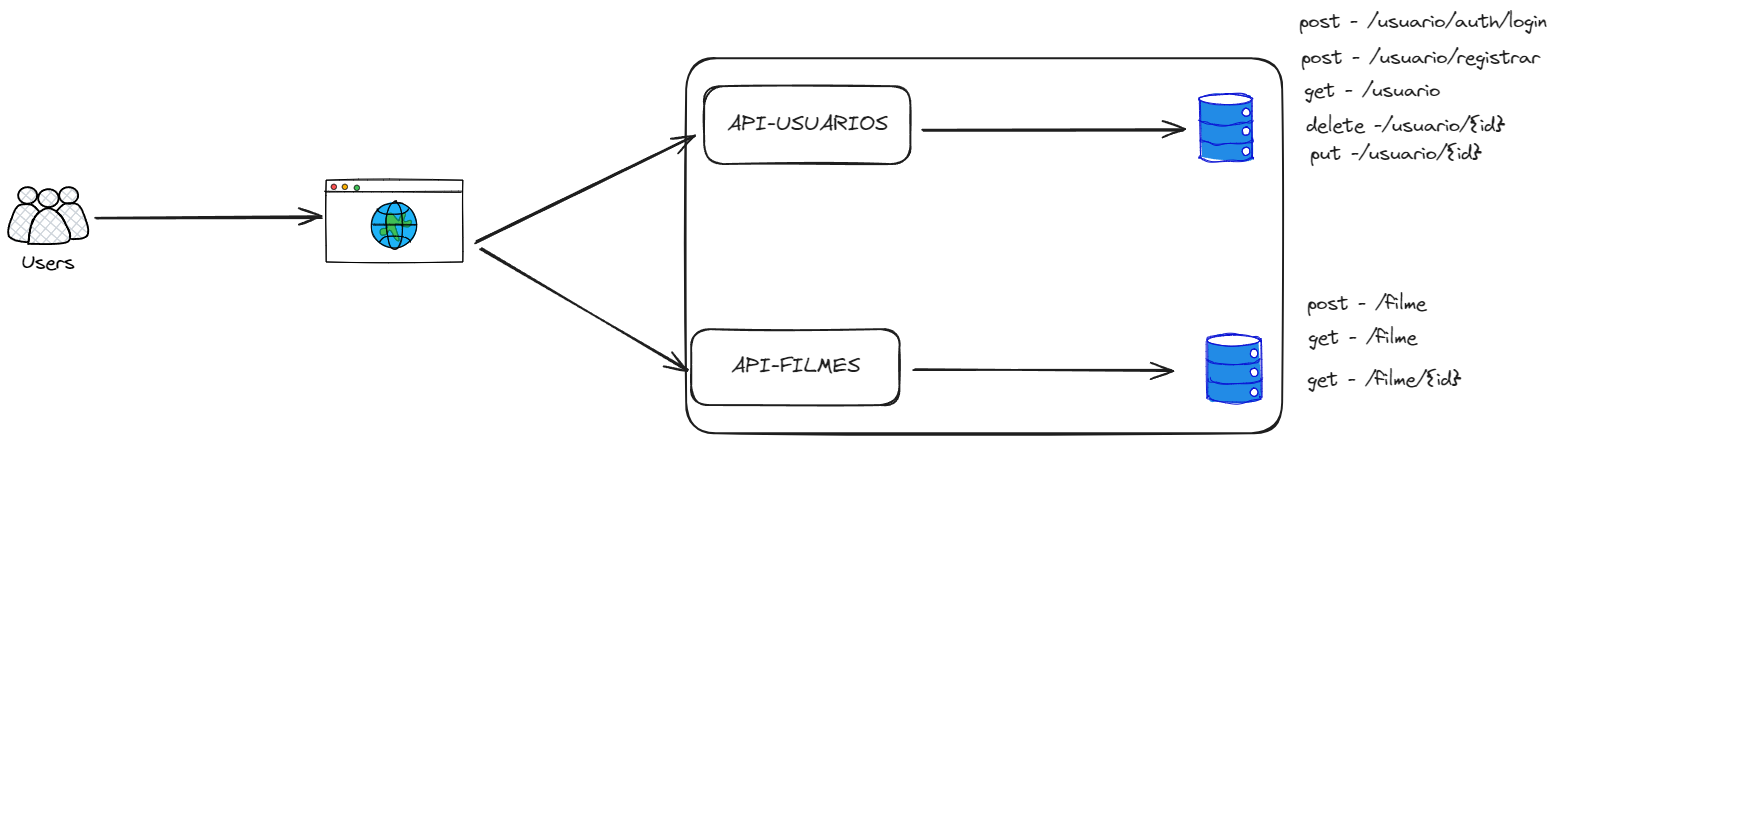 post - /usuario/auth/login
post - /usuario/registrar
get - /usuario
delete -/usuario/{id}
put -/usuario/{id}
API-USUARIOS
Users
post - /filme
get - /filme
get - /filme/{id}
API-FILMES